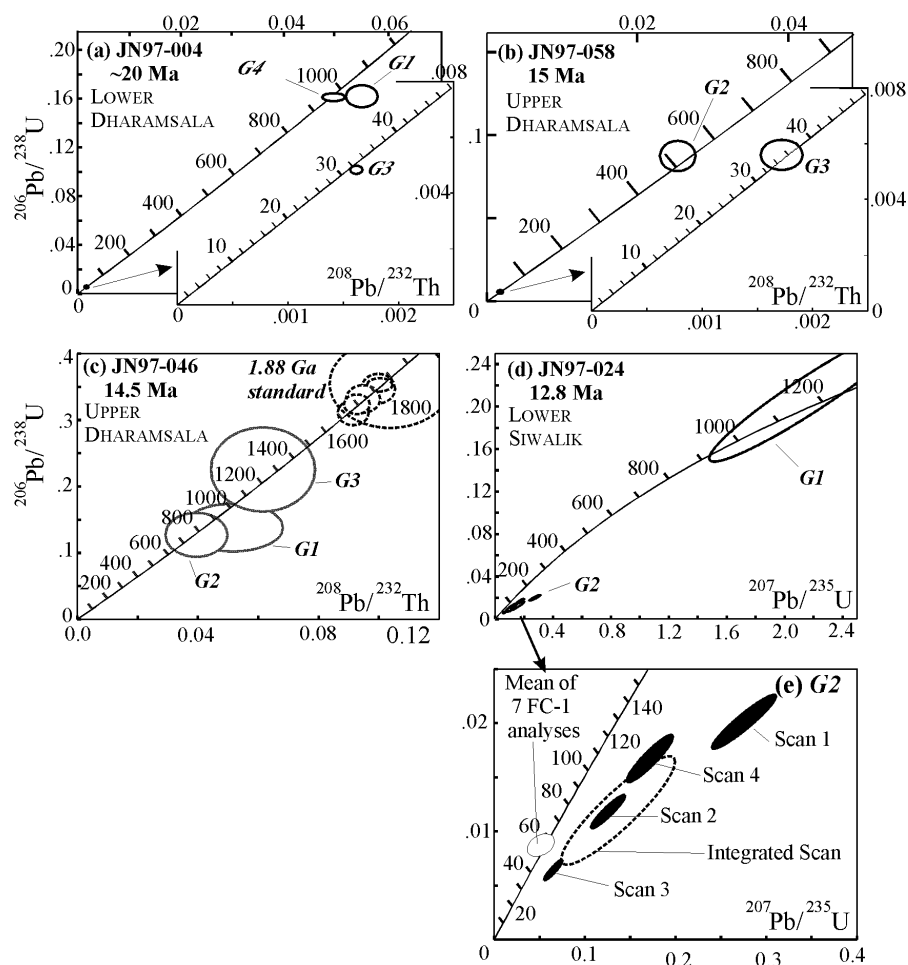 0.00
0.02
0.04
0.06
.20
.16
.12
.08
.04
0
(a) JN97-004
~20 Ma
LOWER
DHARAMSALA
G4
1000
G1
800
600
400
200
.008
.004
40
30
G3
20
10
208Pb/232Th
0
0
.001
.002
206Pb/238U
0.02
0.04
(b) JN97-058
15 Ma
UPPER
DHARAMSALA
G2
800
600
400
200
.1
0
.008
.004
0
40
30
G3
20
10
208Pb/232Th
0
0
.001
.002
(c) JN97-046
14.5 Ma
UPPER
DHARAMSALA
1.88 Ga
standard
.4
.3
.2
.1
0
1800
1600
1400
1200
1000
800
600
400
200
G3
G1
G2
206Pb/238U
208Pb/232Th
0.0
0.04
0.08
0.12
(d) JN97-024
12.8 Ma
LOWER
SIWALIK
.24
.20
.16
.12
.08
.04
0
1200
1000
800
600
400
200
G1
G2
207Pb/235U
0
0.4
0.8
1.2
1.6
2.0
2.4
(e) G2
Mean of
7 FC-1
analyses
140
120
100
80
60
40
20
.02
.01
0
Scan 1
Scan 4
Scan 2
Integrated Scan
Scan 3
207Pb/235U
0
0.1
0.2
0.3
0.4